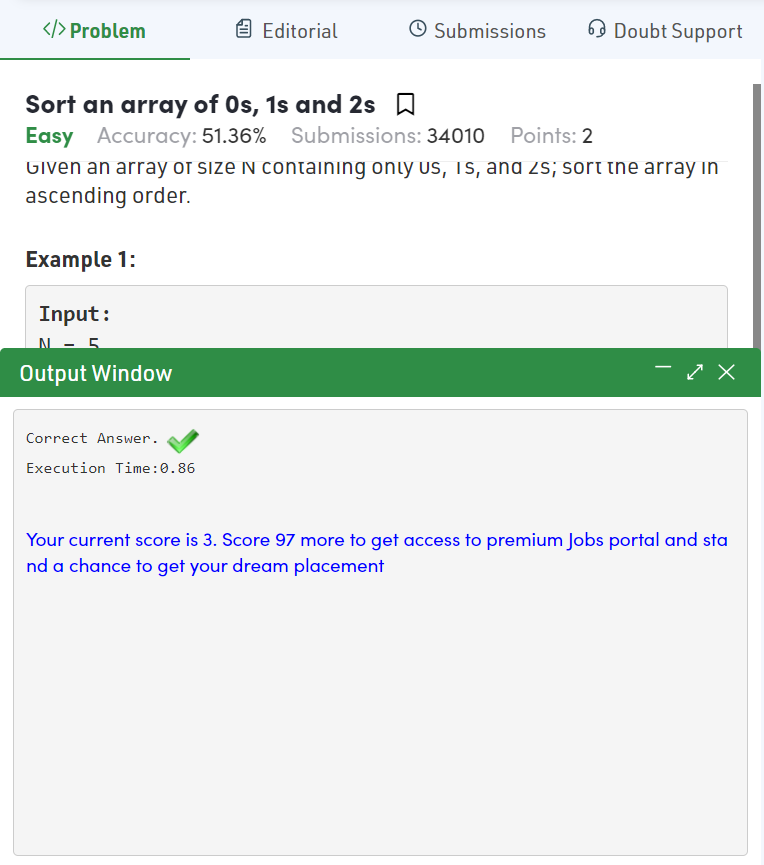 </> Problem Editorial Submissions Doubt Support
Sort an array of 0s, 1s and 2s
Easy Accuracy: 51.36% Submissions: 34010 Points: 2
Given an array of size N containing only 0s, 1s, and 2s; sort the array in
ascending order.
Example 1:
Input:
N = 5
Output Window
Correct Answer.
Execution Time:0.86
Your current score is 3. Score 97 more to get access to premium Jobs portal and sta
nd a chance to get your dream placement